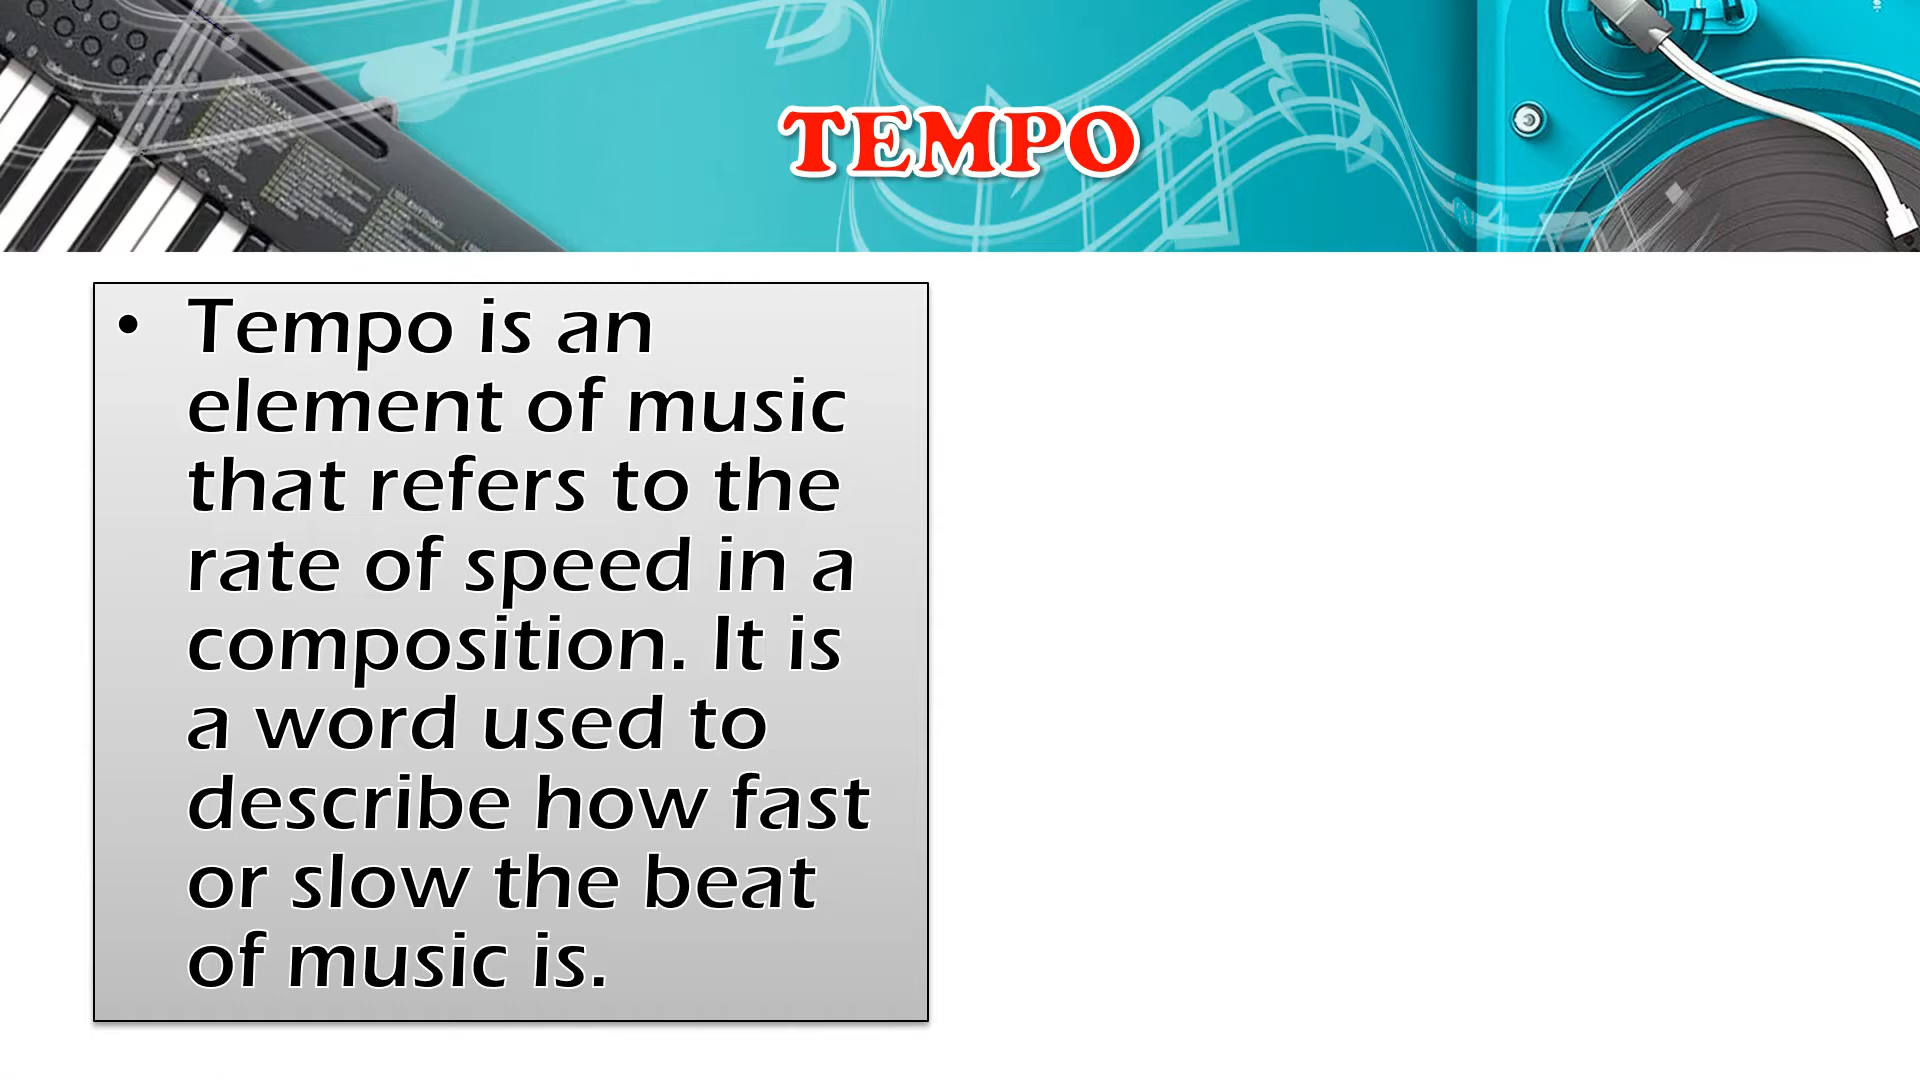 TEMPO
• Tempo is an
element of music
that refers to the
rate of speed in a
composition. It is
a word used to
describe how fast
or slow the beat
of music is.